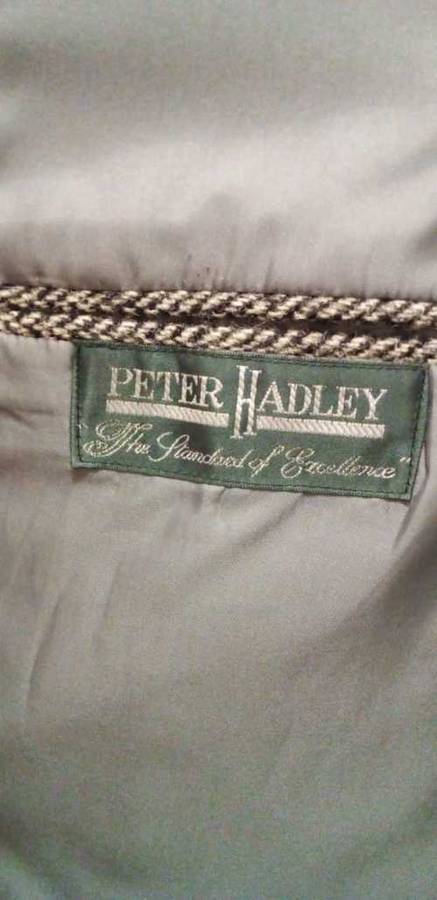 PETER HADLEY
"The Standard of Excellence"